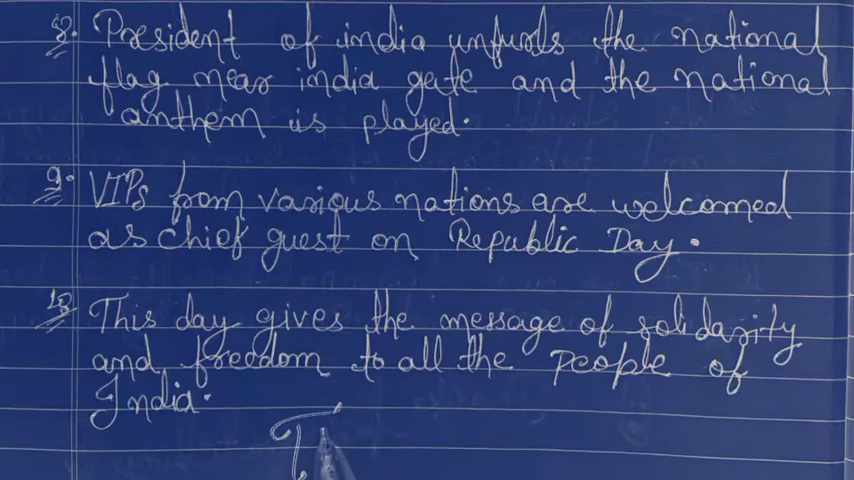 8. President of india unfurls the national
flag near india gate and the national
anthem is played.
9. VIPs from various nations are welcomed
as chief guest on Republic Day.
10 This day gives the message of solidarity
and freedom to all the people of
India.
T